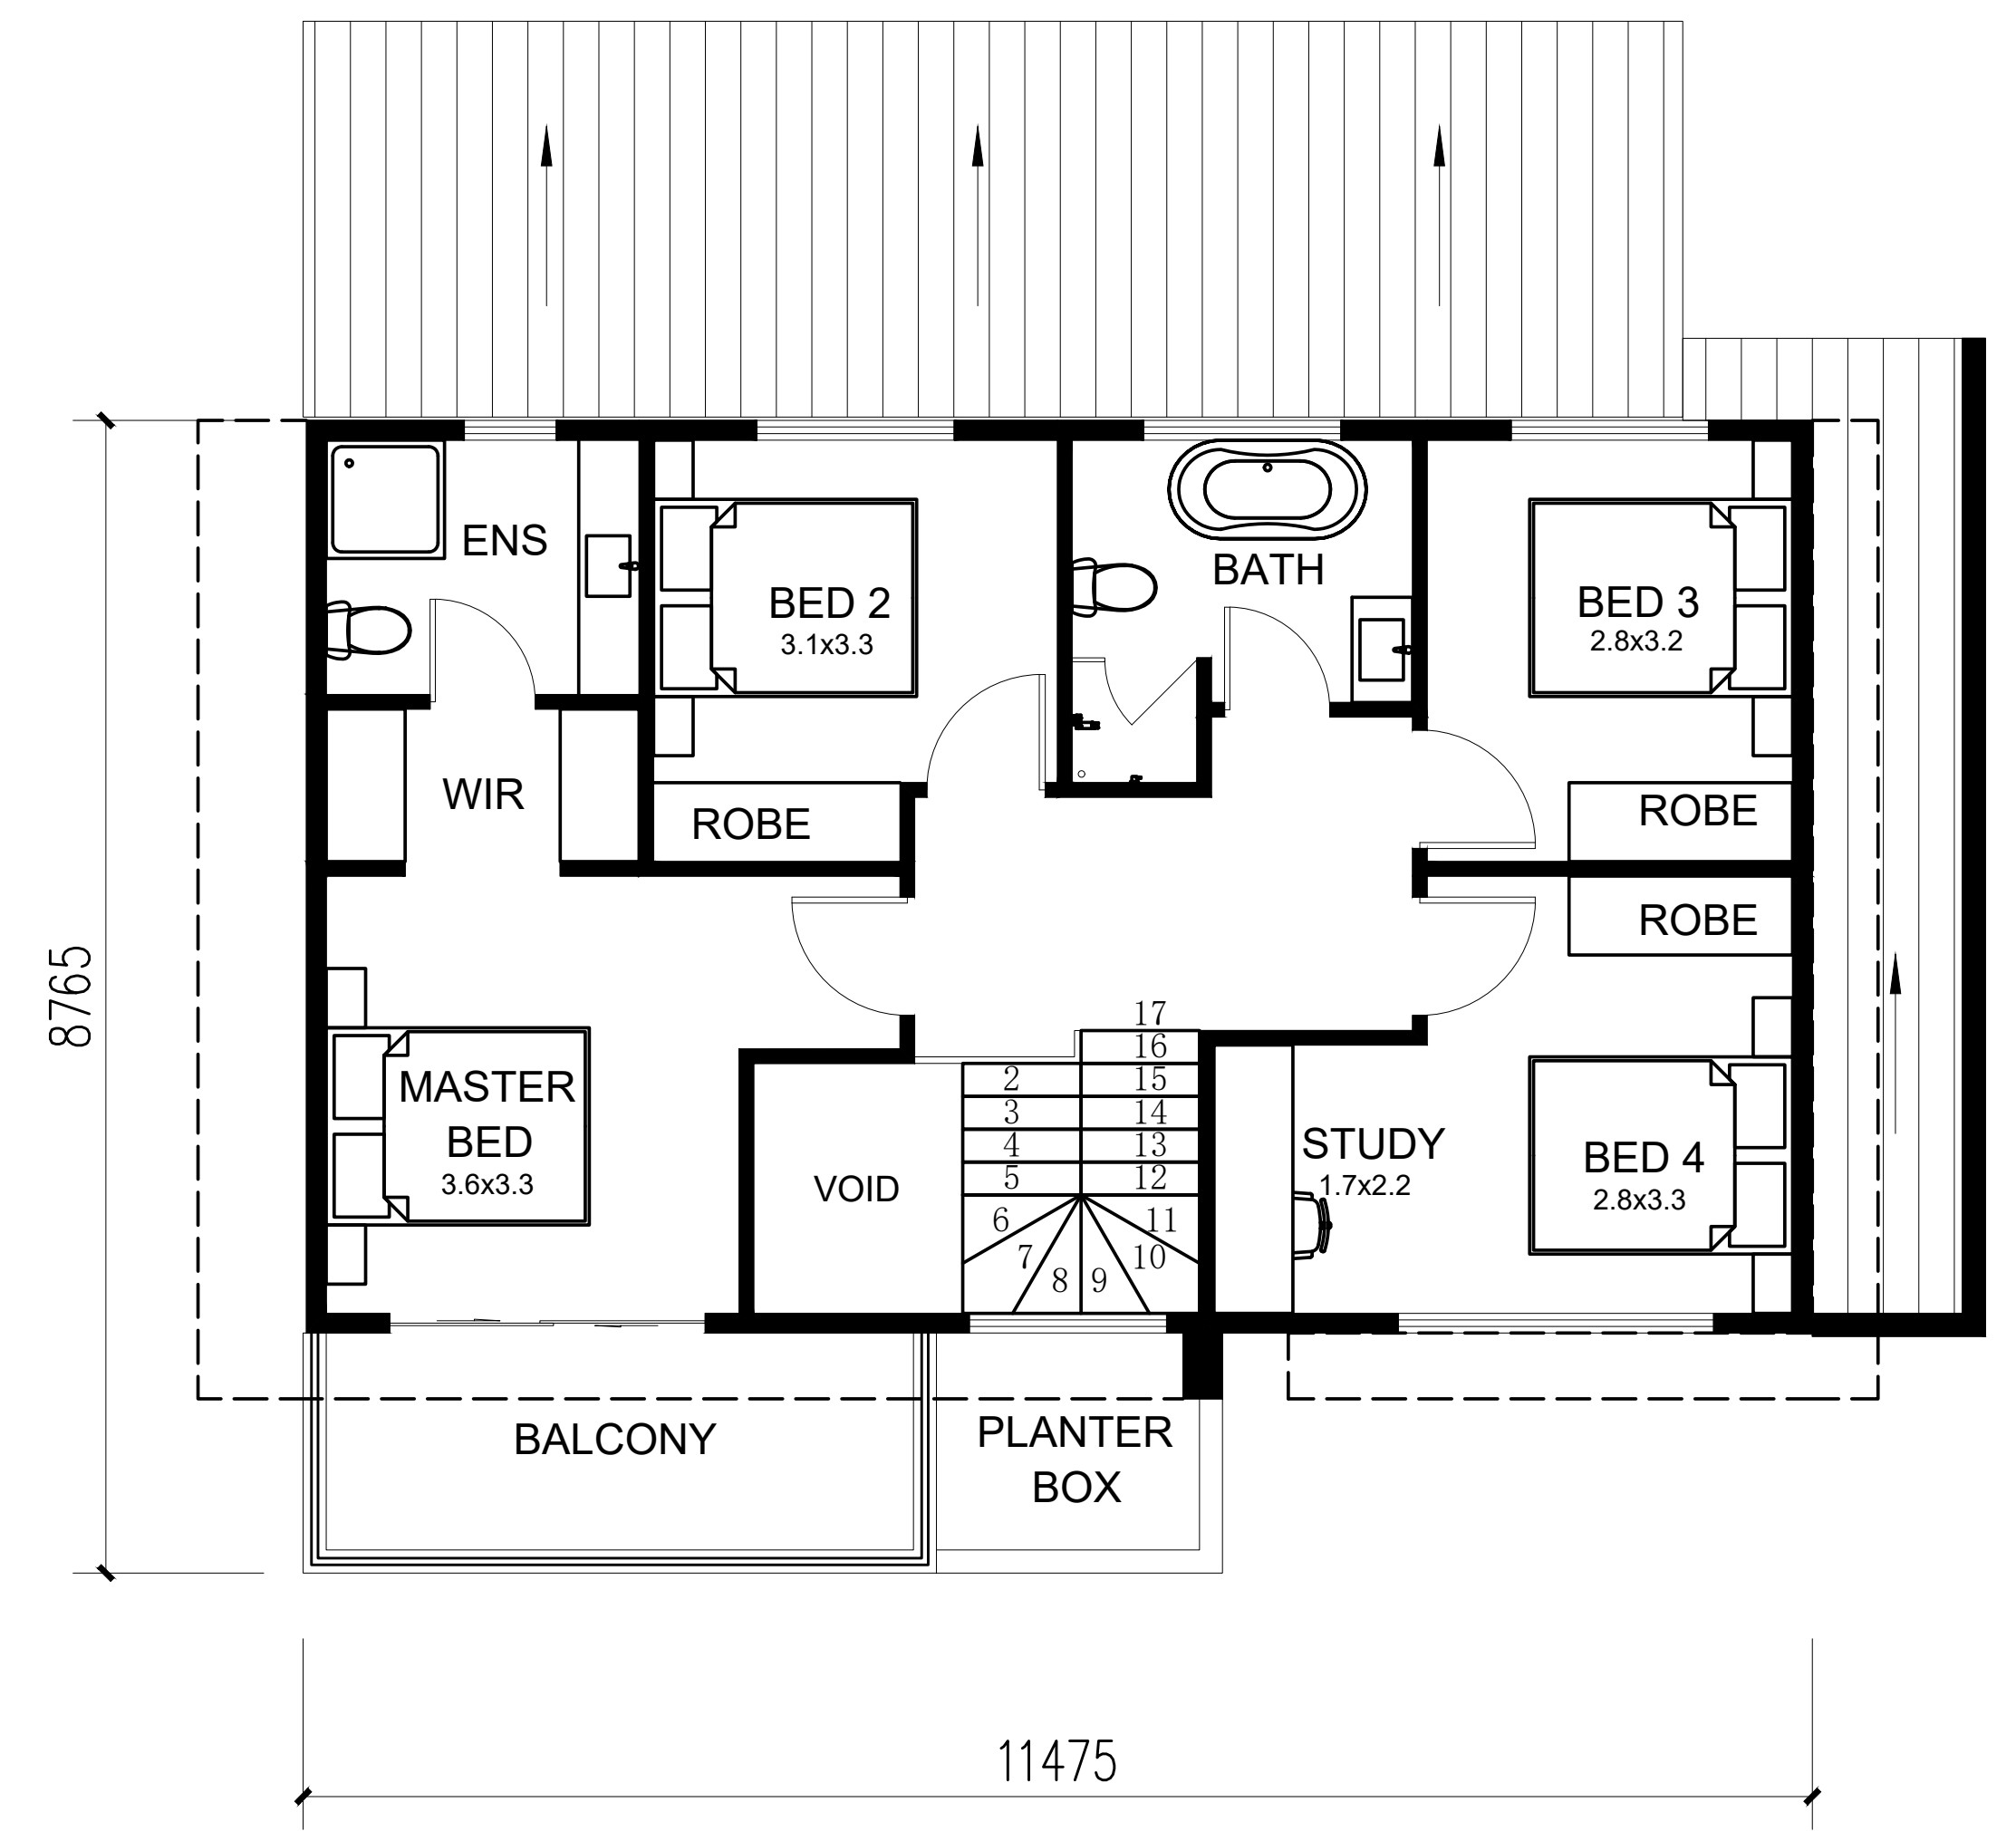 ENS
BED 2
3.1x3.3
BATH
BED 3
2.8x3.2
WIR
ROBE
ROBE
ROBE
8765
MASTER
BED
3.6x3.3
VOID
17
16
2
15
3
14
4
13
5
12
6
11
7
10
8
9
STUDY
1.7x2.2
BED 4
2.8x3.3
BALCONY
PLANTER
BOX
11475